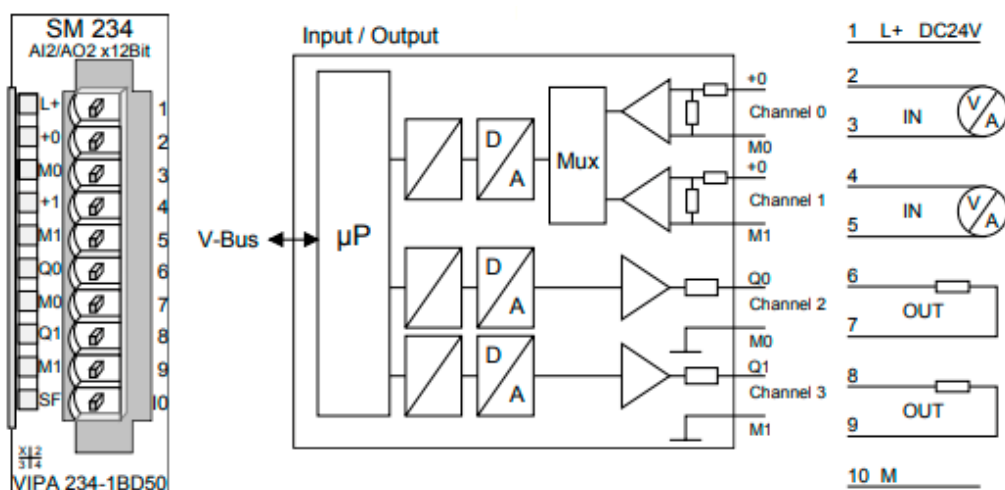 SM 234
AI2/AO2 x12Bit
L+ 1
+0 2
M0 3
+1 4
M1 5
Q0 6
M0 7
Q1 8
M1 9
SF I0
X 2
3 4
VIPA 234-1BD50
Input / Output
V-Bus
µP
D
A
Mux
+0
Channel 0
M0
+0
Channel 1
M1
D
A
Q0
Channel 2
M0
D
A
Q1
Channel 3
M1
1 L+ DC24V
2
IN
V
A
3
4
IN
V
A
5
6
OUT
7
8
OUT
9
10 M